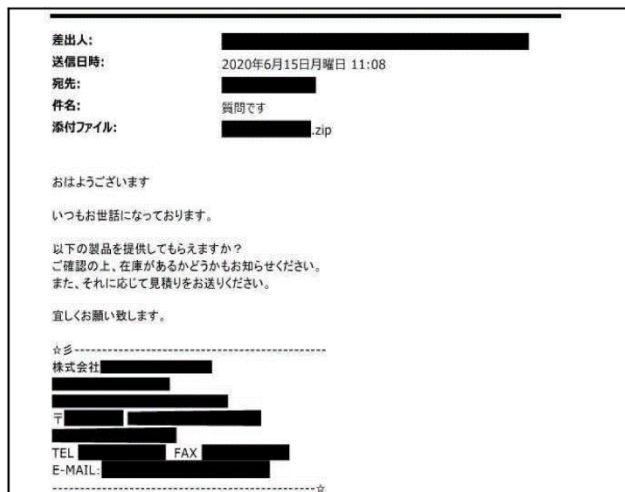 差出人:
送信日時: 2020年6月15日月曜日 11:08
宛先:
件名: 質問です
添付ファイル: .zip
おはようございます
いつもお世話になっております。
以下の製品を提供してもらえますか？
ご確認の上、在庫があるかどうかもお知らせください。
また、それに応じて見積りをお送りください。
宜しくお願い致します。
☆彡----------------------------------------------
株式会社
〒
TEL FAX
E-MAIL:
------------------------------------------------☆